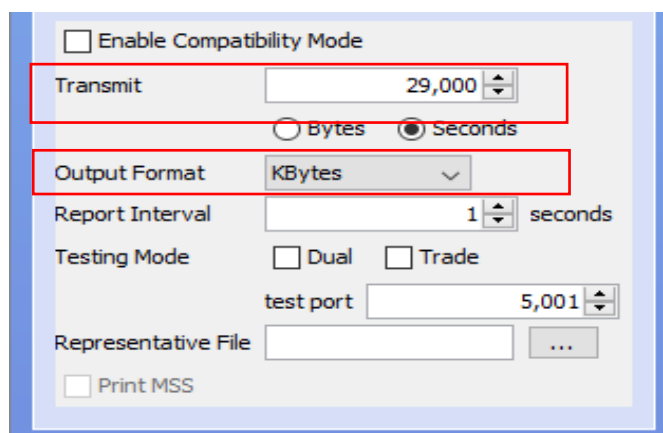 Enable Compatibility Mode
Transmit 29,000
Bytes Seconds
Output Format KBytes
Report Interval 1 seconds
Testing Mode Dual Trade
test port 5,001
Representative File ...
Print MSS